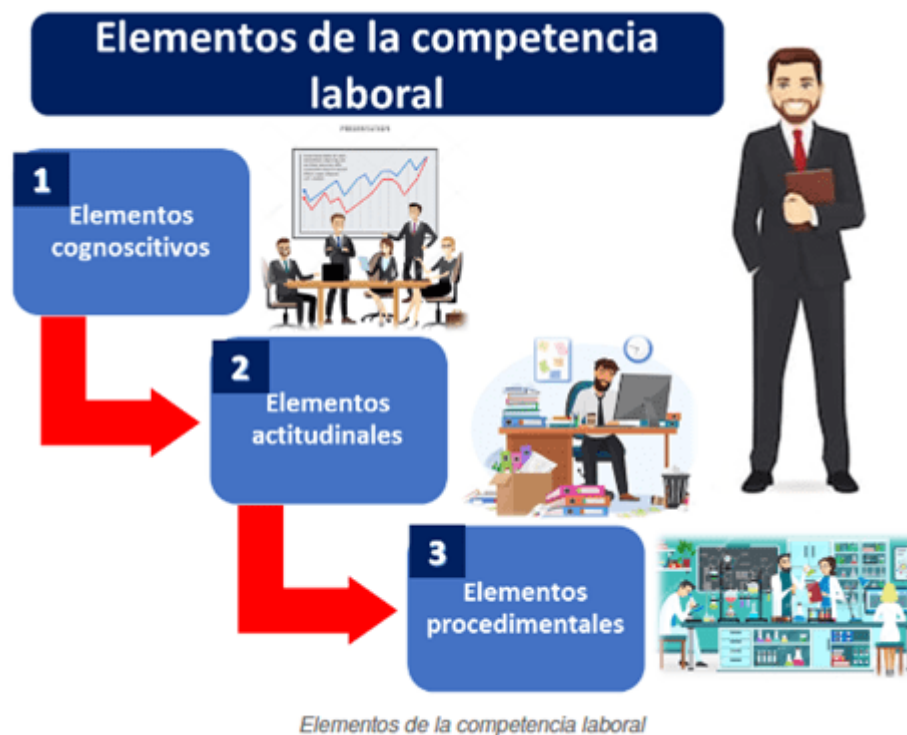 Elementos de la competencia
laboral
PRESENTATION
1
Elementos
cognoscitivos
2
Elementos
actitudinales
3
Elementos
procedimentales
Elementos de la competencia laboral